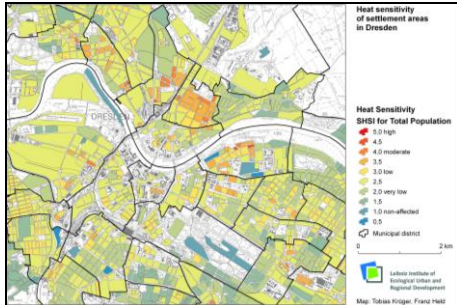 Heat sensitivity
of settlement areas
in Dresden
DRESDEN
Heat Sensitivity
SHSI for Total Population
5,0 high
4,5
4,0 moderate
3,5
3,0 low
2,5
2,0 very low
1,5
1,0 non-affected
0,5
Municipal district
0
2 km
Leibniz Institute of
Ecological Urban and
Regional Development
Map: Tobias Krüger, Franz Held